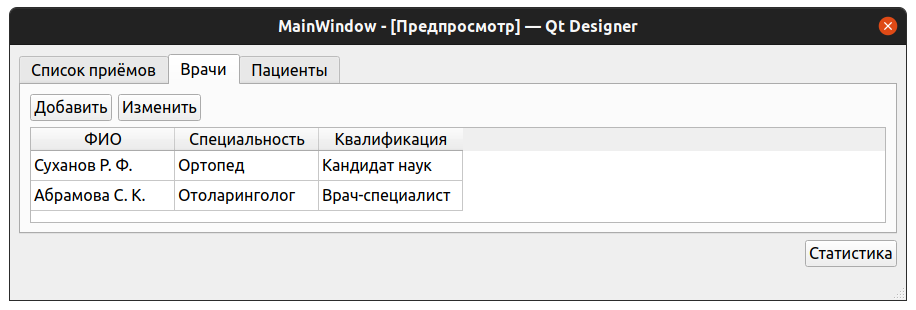 MainWindow - [Предпросмотр] — Qt Designer
Список приёмов Врачи Пациенты
Добавить Изменить
ФИО Специальность Квалификация
Суханов Р. Ф. Ортопед Кандидат наук
Абрамова С. К. Отоларинголог Врач-специалист
Статистика